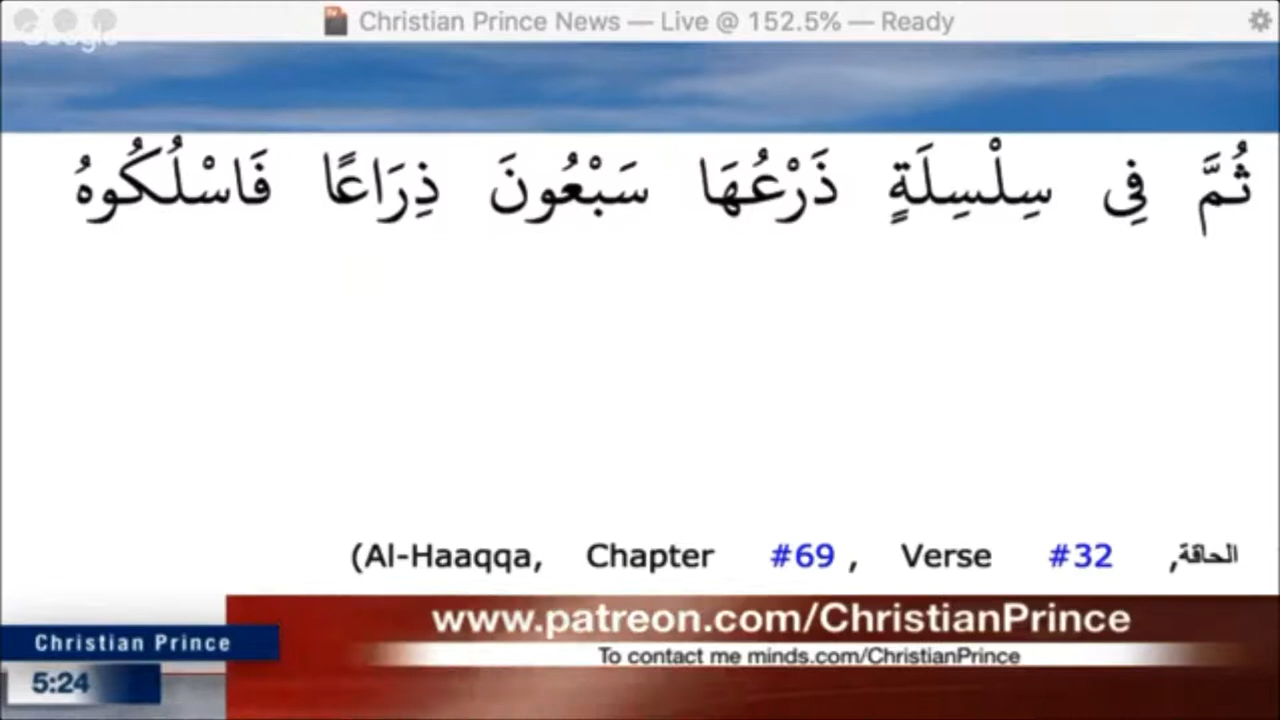 Christian Prince News — Live @ 152.5% — Ready
Google
ثُمَّ فِى سِلْسِلَةٍ ذَرْعُهَا سَبْعُونَ ذِرَاعًا فَاسْلُكُوهُ
(Al-Haaqqa, Chapter #69 , Verse #32 ,الحاقة
www.patreon.com/ChristianPrince
Christian Prince
To contact me minds.com/ChristianPrince
5:24